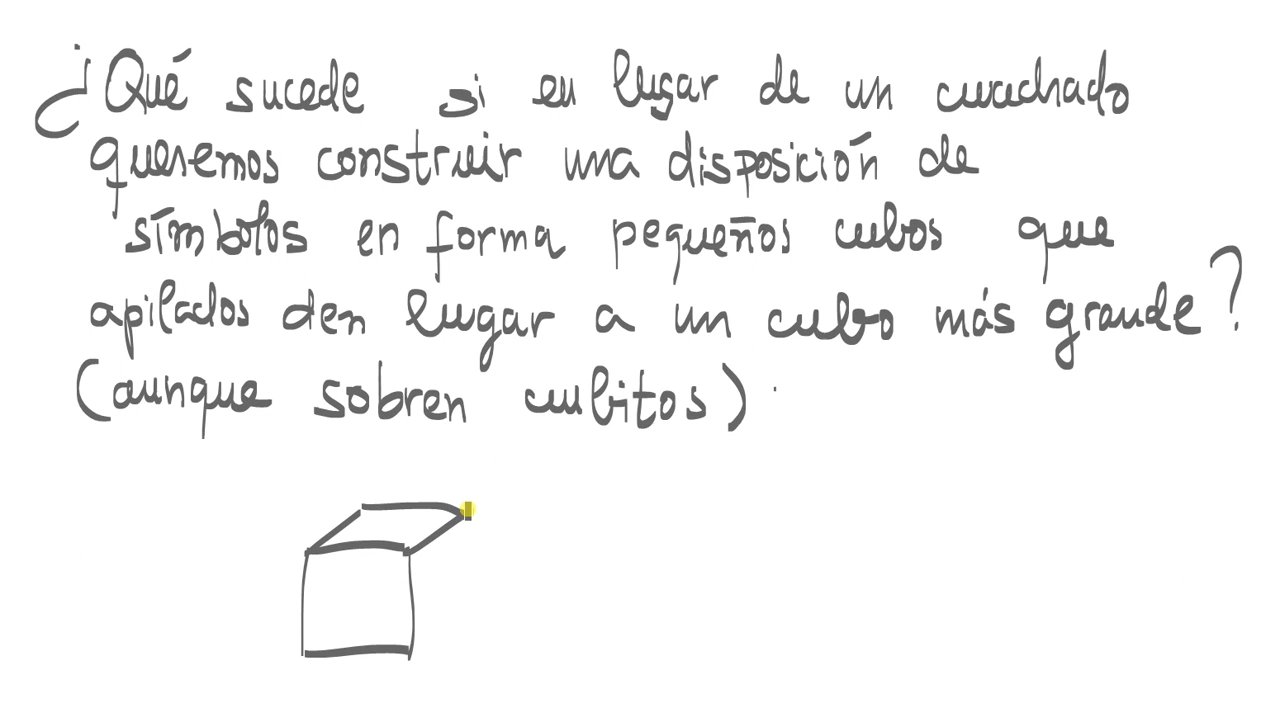 ¿Qué sucede si en lugar de un cuadrado
queremos construir una disposición de
símbolos en forma pequeños cubos que
apilados den lugar a un cubo más grande?
(aunque sobren cubitos).